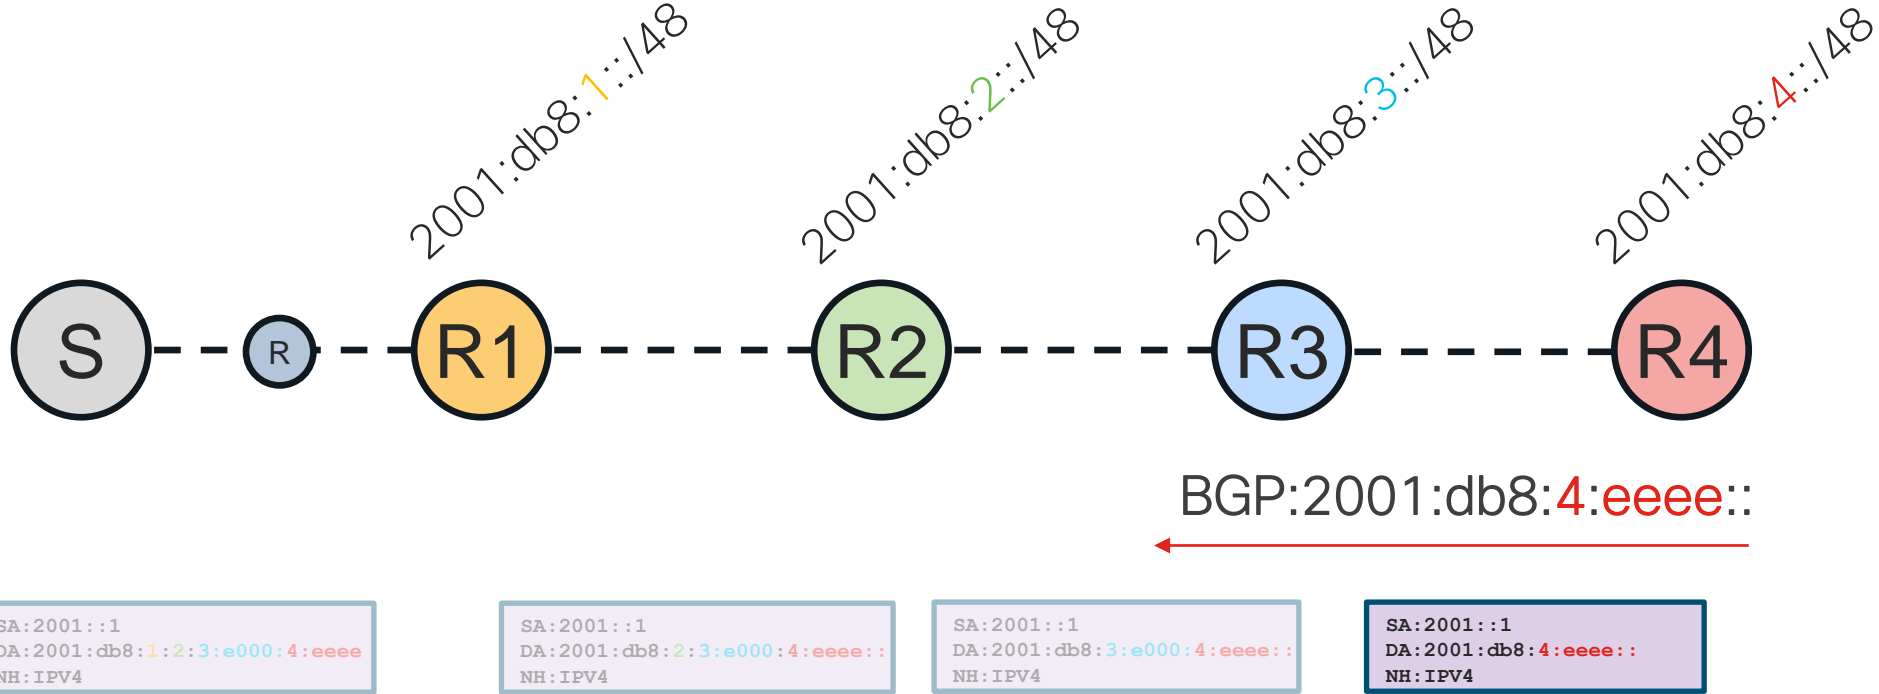 2001:db8:1::/48
2001:db8:2::/48
2001:db8:3::/48
2001:db8:4::/48
S
R
R1
R2
R3
R4
BGP:2001:db8:4:eeee::
SA:2001::1
DA:2001:db8:1:2:3:e000:4:eeee
NH:IPV4
SA:2001::1
DA:2001:db8:2:3:e000:4:eeee::
NH:IPV4
SA:2001::1
DA:2001:db8:3:e000:4:eeee::
NH:IPV4
SA:2001::1
DA:2001:db8:4:eeee::
NH:IPV4